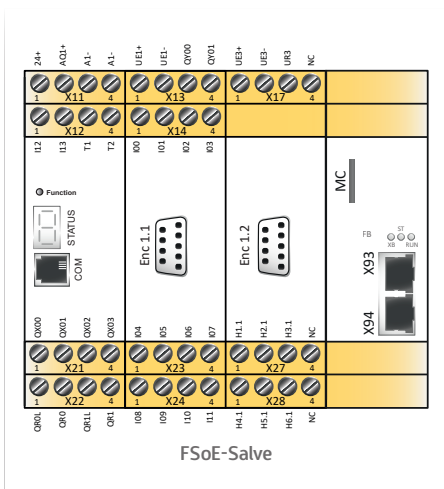 24+ AQ1+ A1- A1- UE1+ UE1- QY00 QY01 UE3+ UE3- UR3 NC
1 X11 4 1 X13 4 1 X17 4
1 X12 4 1 X14 4
I12 I13 T1 T2 I00 I01 I02 I03
MC
Function
STATUS
COM
Enc 1.1
Enc 1.2
FB ST
XB RUN
X93
X94
QX00 QX01 QX02 QX03 I04 I05 I06 I07 H1.1 H2.1 H3.1 NC
1 X21 4 1 X23 4 1 X27 4
1 X22 4 1 X24 4 1 X28 4
QR0L QR0 QR1L QR1 I08 I09 I10 I11 H4.1 H5.1 H6.1 NC
FSoE-Salve